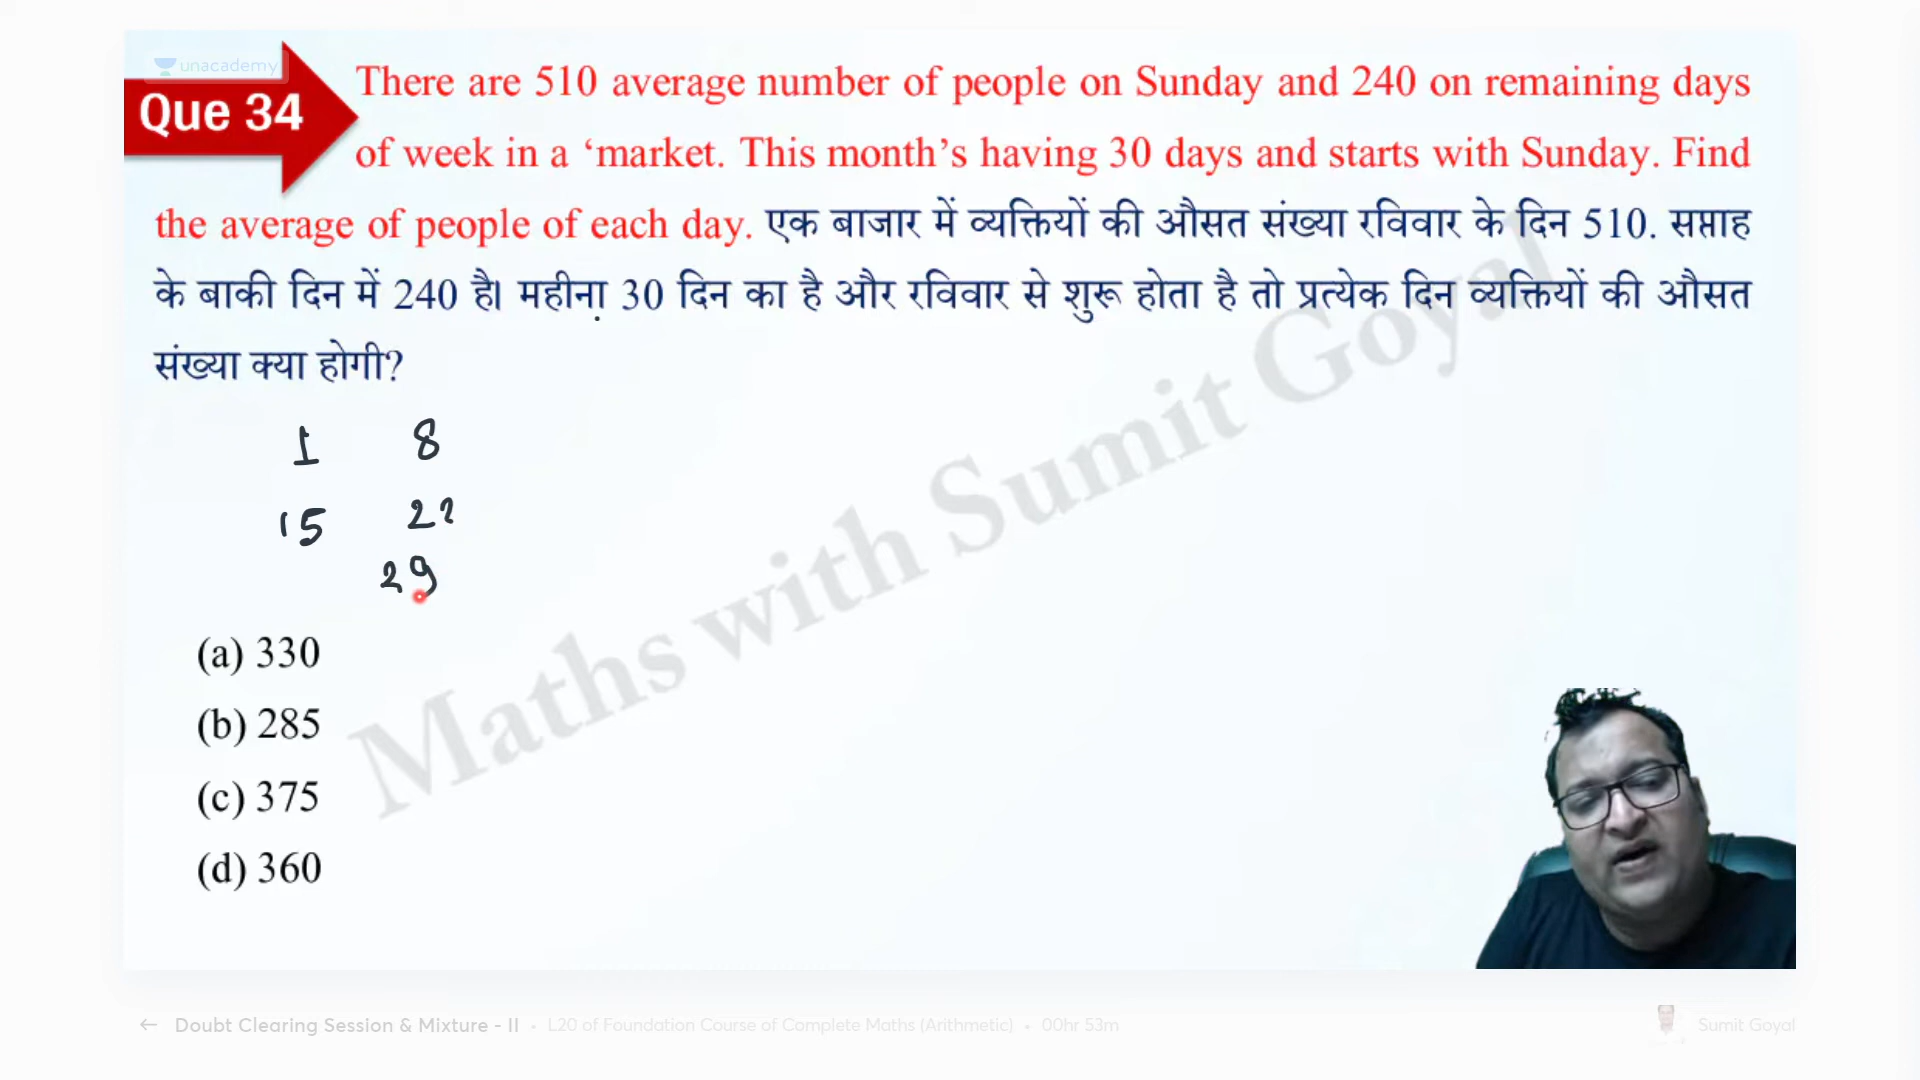 unacademy
Que 34
There are 510 average number of people on Sunday and 240 on remaining days
of week in a ‘market. This month’s having 30 days and starts with Sunday. Find
the average of people of each day. एक बाजार में व्यक्तियों की औसत संख्या रविवार के दिन 510. सप्ताह
के बाकी दिन में 240 है। महीना 30 दिन का है और रविवार से शुरू होता है तो प्रत्येक दिन व्यक्तियों की औसत
संख्या क्या होगी?
1 8
15 22
29
(a) 330
(b) 285
(c) 375
(d) 360
Maths with Sumit Goyal
Doubt Clearing Session & Mixture - II • L20 of Foundation Course of Complete Maths (Arithmetic) • 00hr 53m
Sumit Goyal